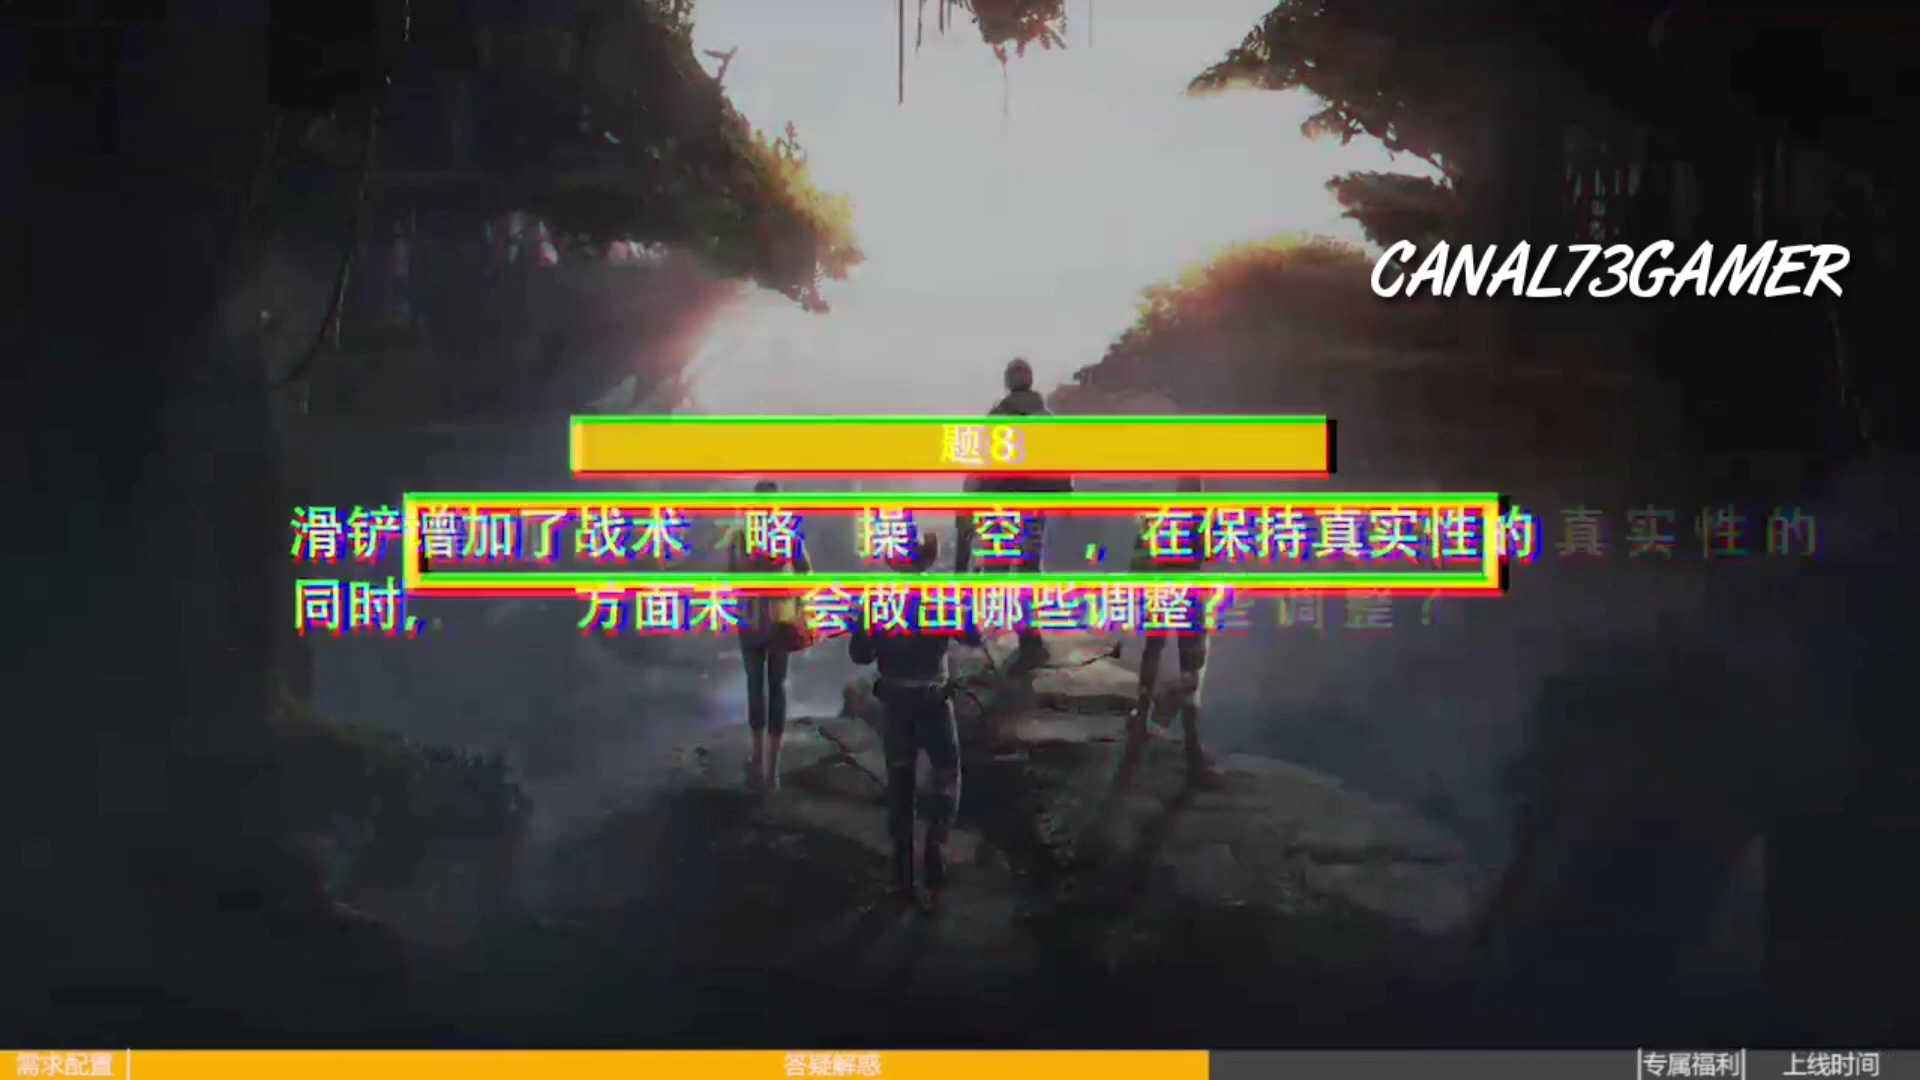 CANAL73GAMER
题8
滑铲增加了战术 略 操 空 ，在保持真实性的
同时， 方面未 会做出哪些调整？
需求配置 答疑解惑 专属福利 上线时间